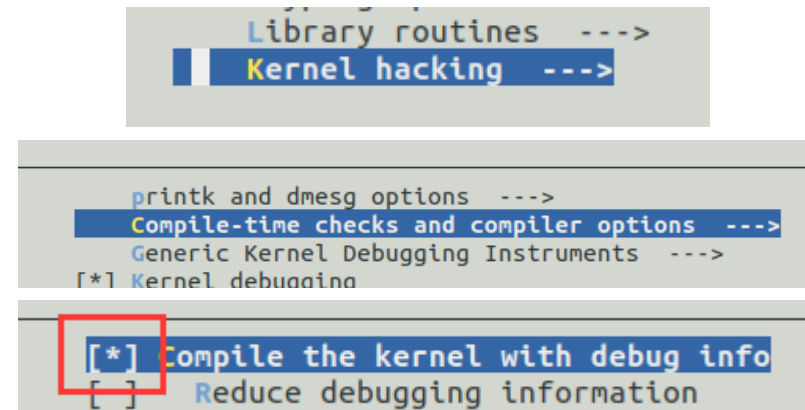 Library routines  --->
Kernel hacking  --->
printk and dmesg options  --->
Compile-time checks and compiler options  --->
Generic Kernel Debugging Instruments  --->
[*] Kernel debugging
[*] Compile the kernel with debug info
[ ]   Reduce debugging information